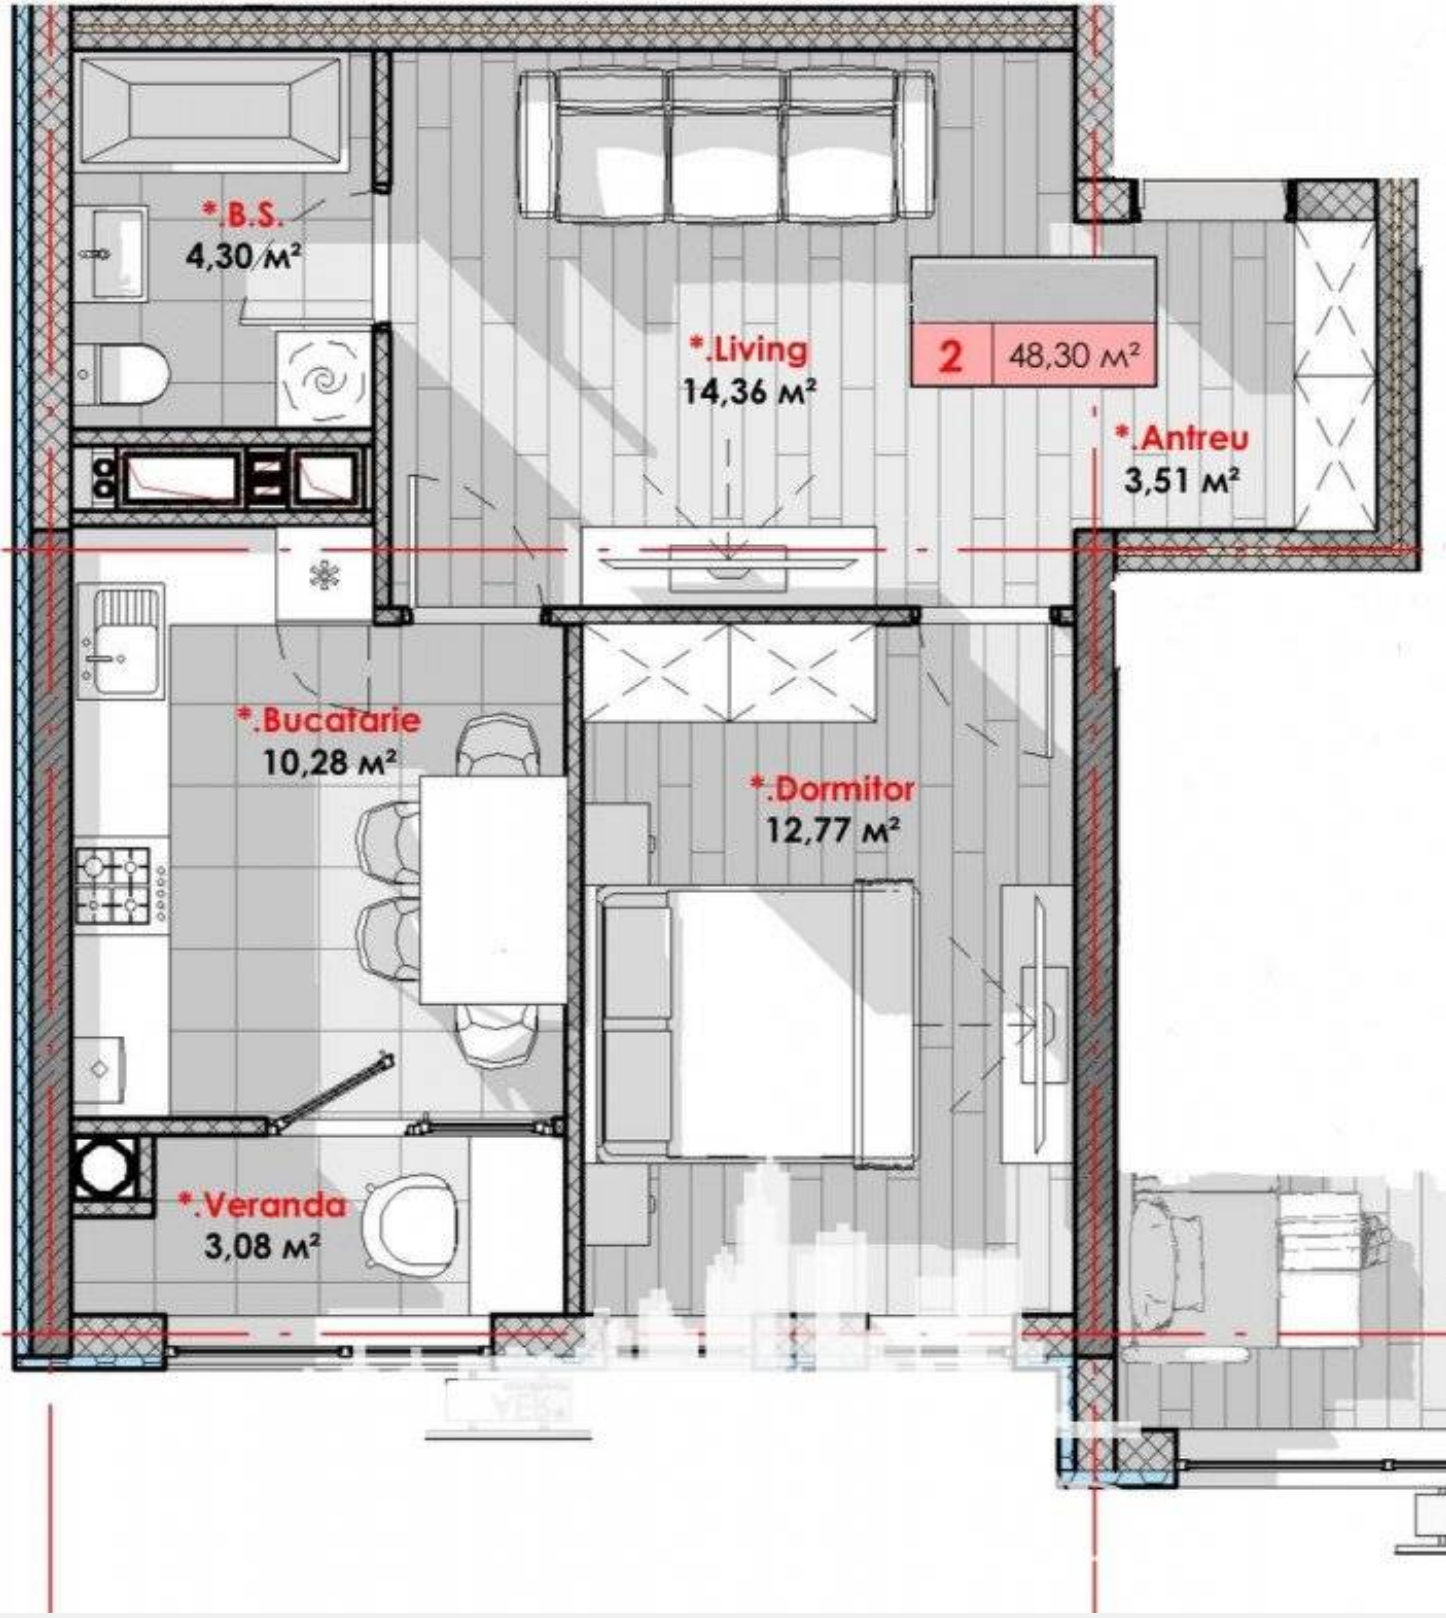 *.B.S.
4,30 м²
*.Living
14,36 м²
2 48,30 м²
*.Antreu
3,51 м²
*.Bucatarie
10,28 м²
*.Dormitor
12,77 м²
*.Veranda
3,08 м²